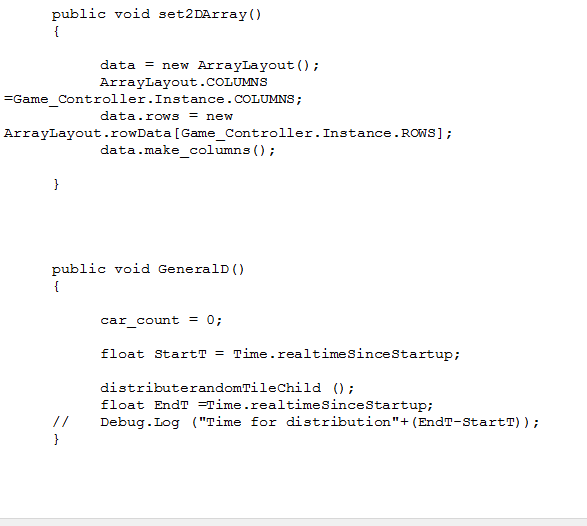 public void set2DArray()
{
data = new ArrayLayout();
ArrayLayout.COLUMNS
=Game_Controller.Instance.COLUMNS;
data.rows = new
ArrayLayout.rowData[Game_Controller.Instance.ROWS];
data.make_columns();
}
public void GeneralD()
{
car_count = 0;
float StartT = Time.realtimeSinceStartup;
distributerandomTileChild ();
float EndT =Time.realtimeSinceStartup;
// Debug.Log ("Time for distribution"+(EndT-StartT));
}